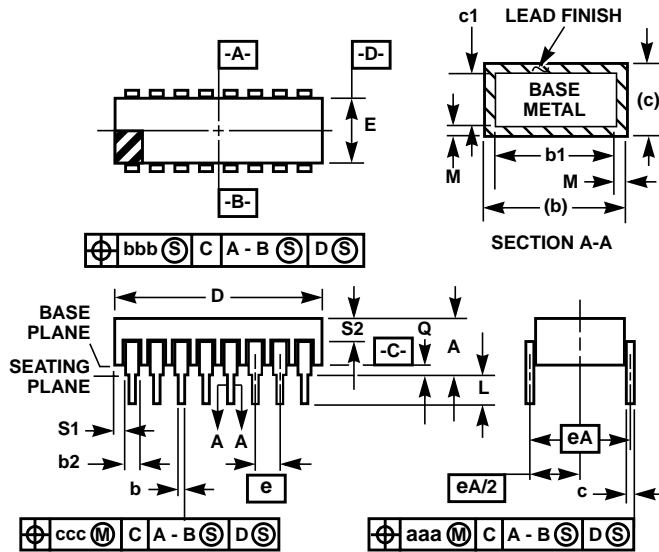 c1 LEAD FINISH
-A- -D-
BASE METAL
(c)
E
M
b1
M
-B-
(b)
SECTION A-A
⌖ bbb Ⓢ C A - B Ⓢ D Ⓢ
D
BASE PLANE
S2
Q
-C-
A
SEATING PLANE
L
S1
A A
eA
b2
b
e
eA/2
c
⌖ ccc Ⓜ C A - B Ⓢ D Ⓢ
⌖ aaa Ⓜ C A - B Ⓢ D Ⓢ